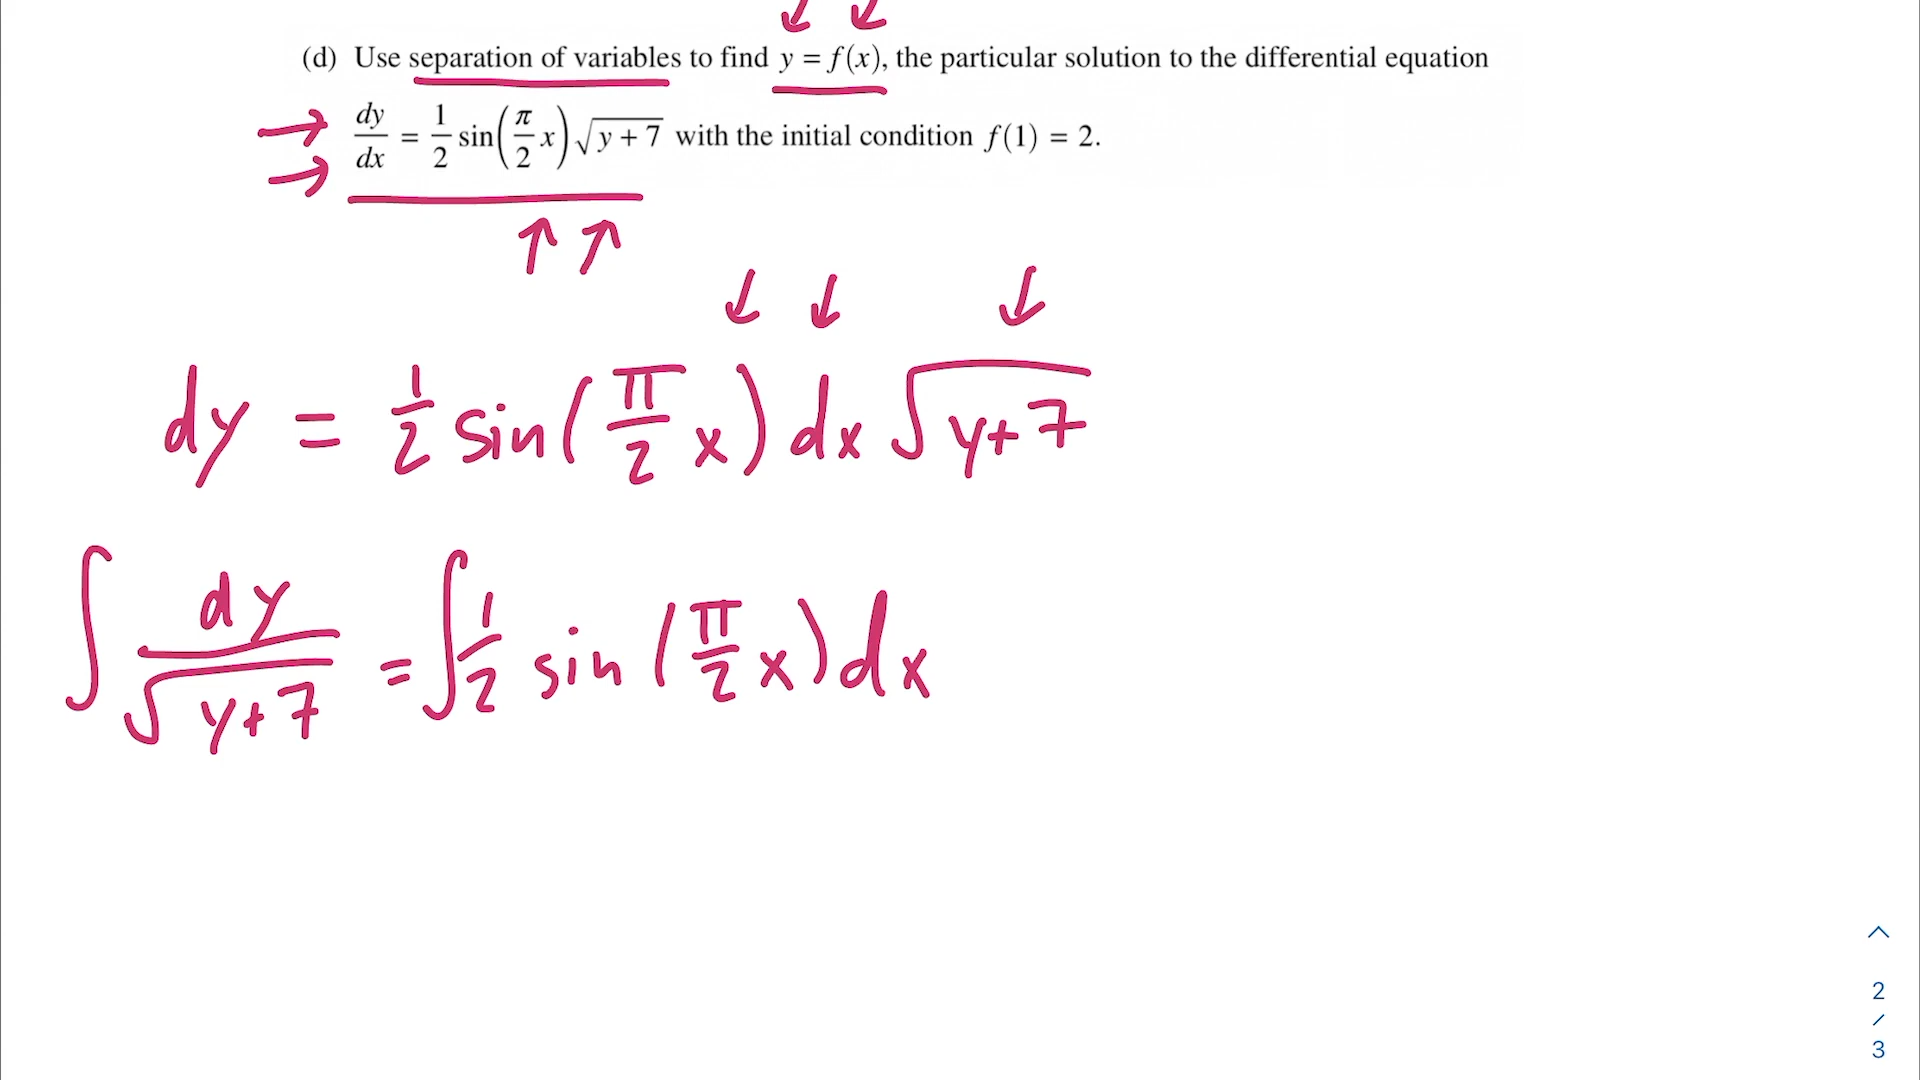 (d) Use separation of variables to find y = f(x), the particular solution to the differential equation
dy/dx = 1/2 sin(π/2 x) √(y + 7) with the initial condition f(1) = 2.
dy = 1/2 sin(π/2 x) dx √(y+7)
∫ dy/√(y+7) = ∫ 1/2 sin(π/2 x) dx
2
/
3